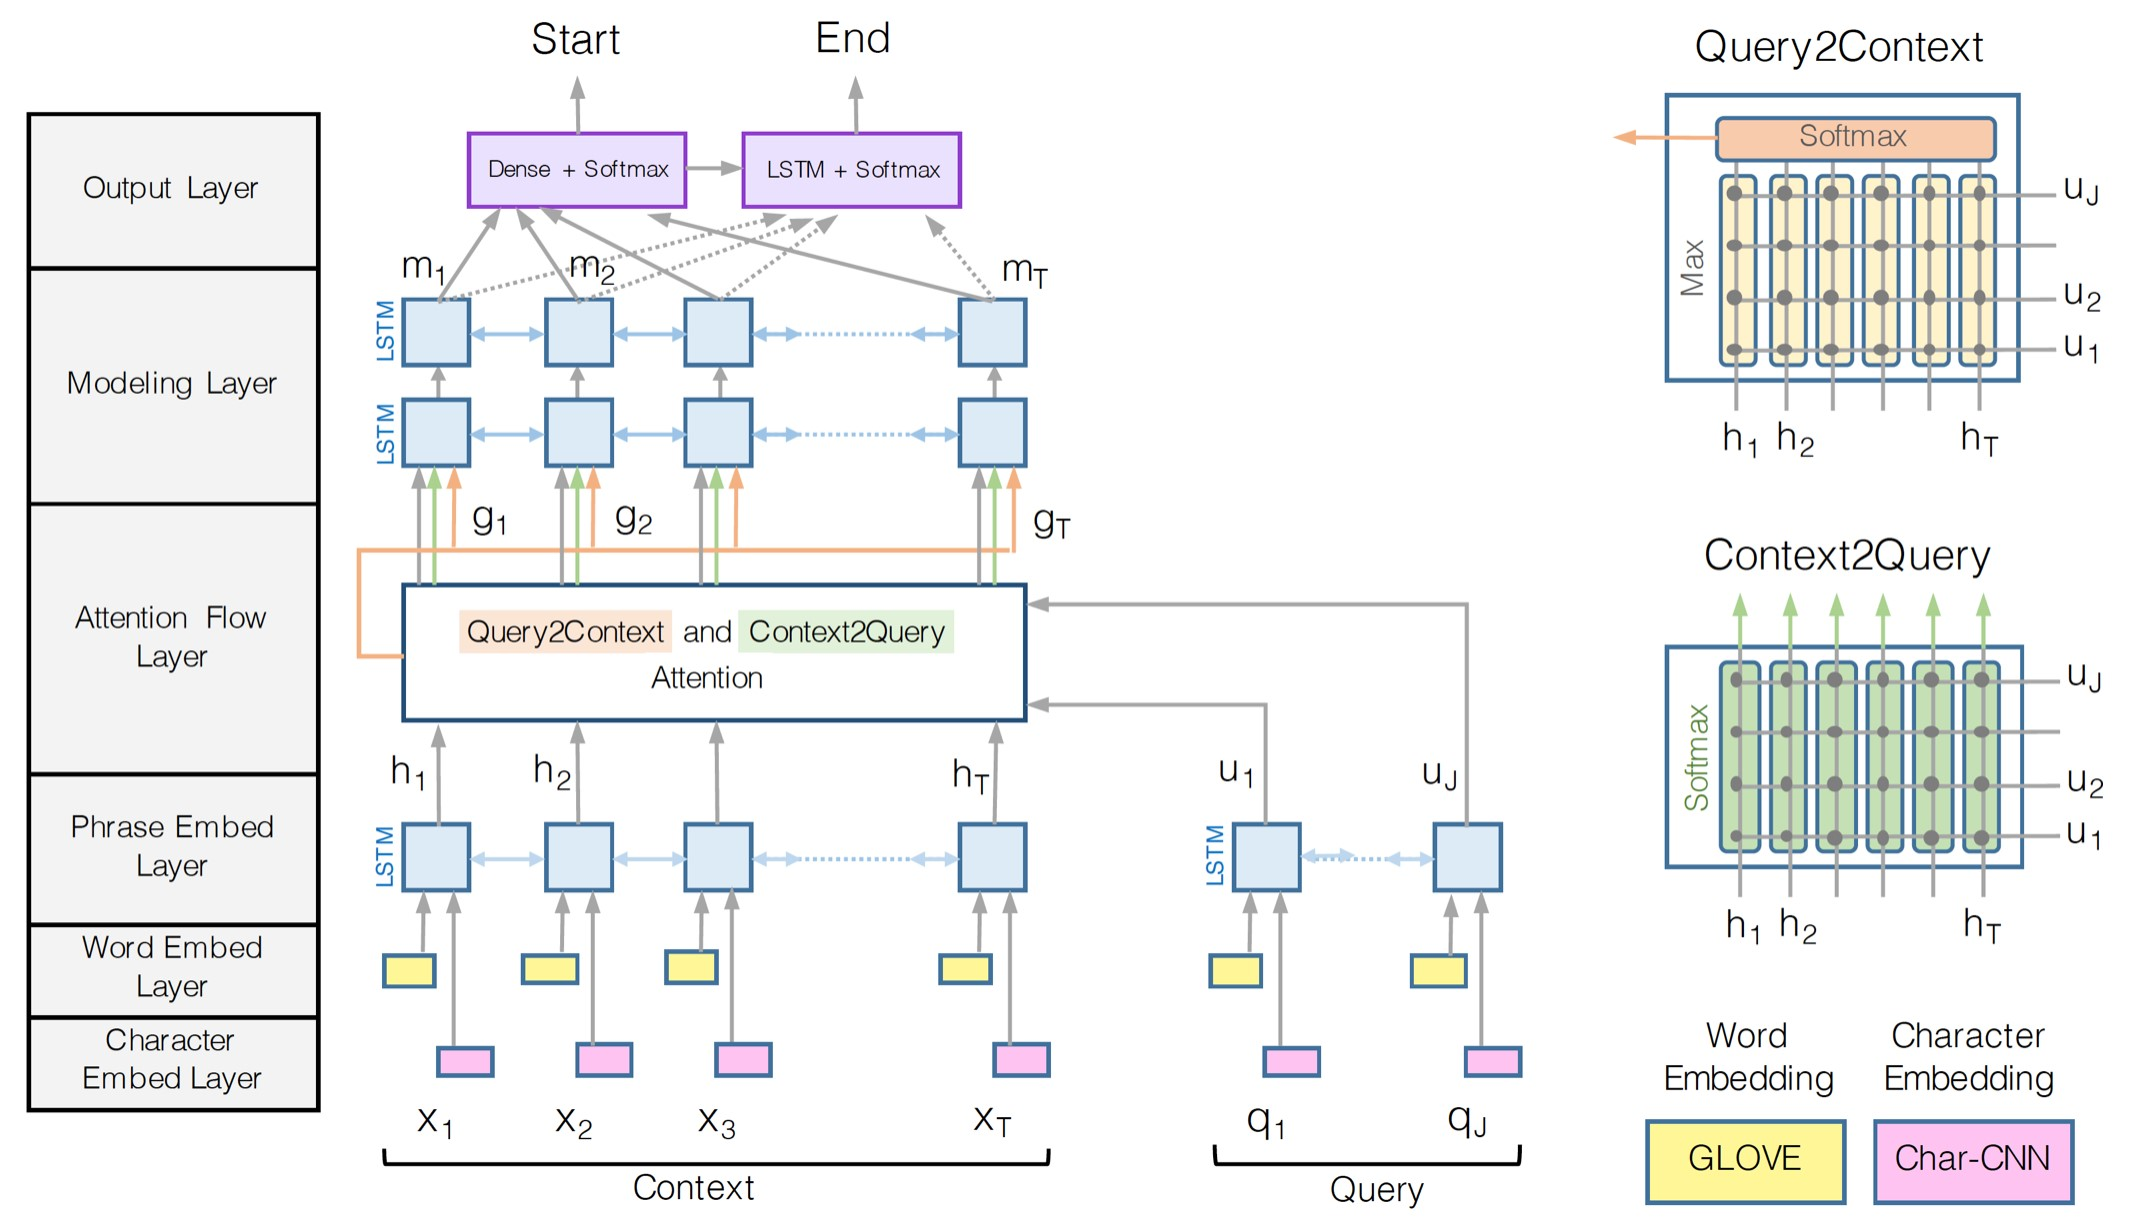 Start
End
Output Layer
Dense + Softmax
LSTM + Softmax
Modeling Layer
m1
m2
mT
LSTM
LSTM
Attention Flow
Layer
g1
g2
gT
Query2Context and Context2Query
Attention
Phrase Embed
Layer
h1
h2
hT
u1
uJ
LSTM
LSTM
Word Embed
Layer
Character
Embed Layer
x1
x2
x3
xT
q1
qJ
Context
Query
Query2Context
Softmax
Max
uJ
u2
u1
h1
h2
hT
Context2Query
Softmax
uJ
u2
u1
h1
h2
hT
Word
Embedding
GLOVE
Character
Embedding
Char-CNN